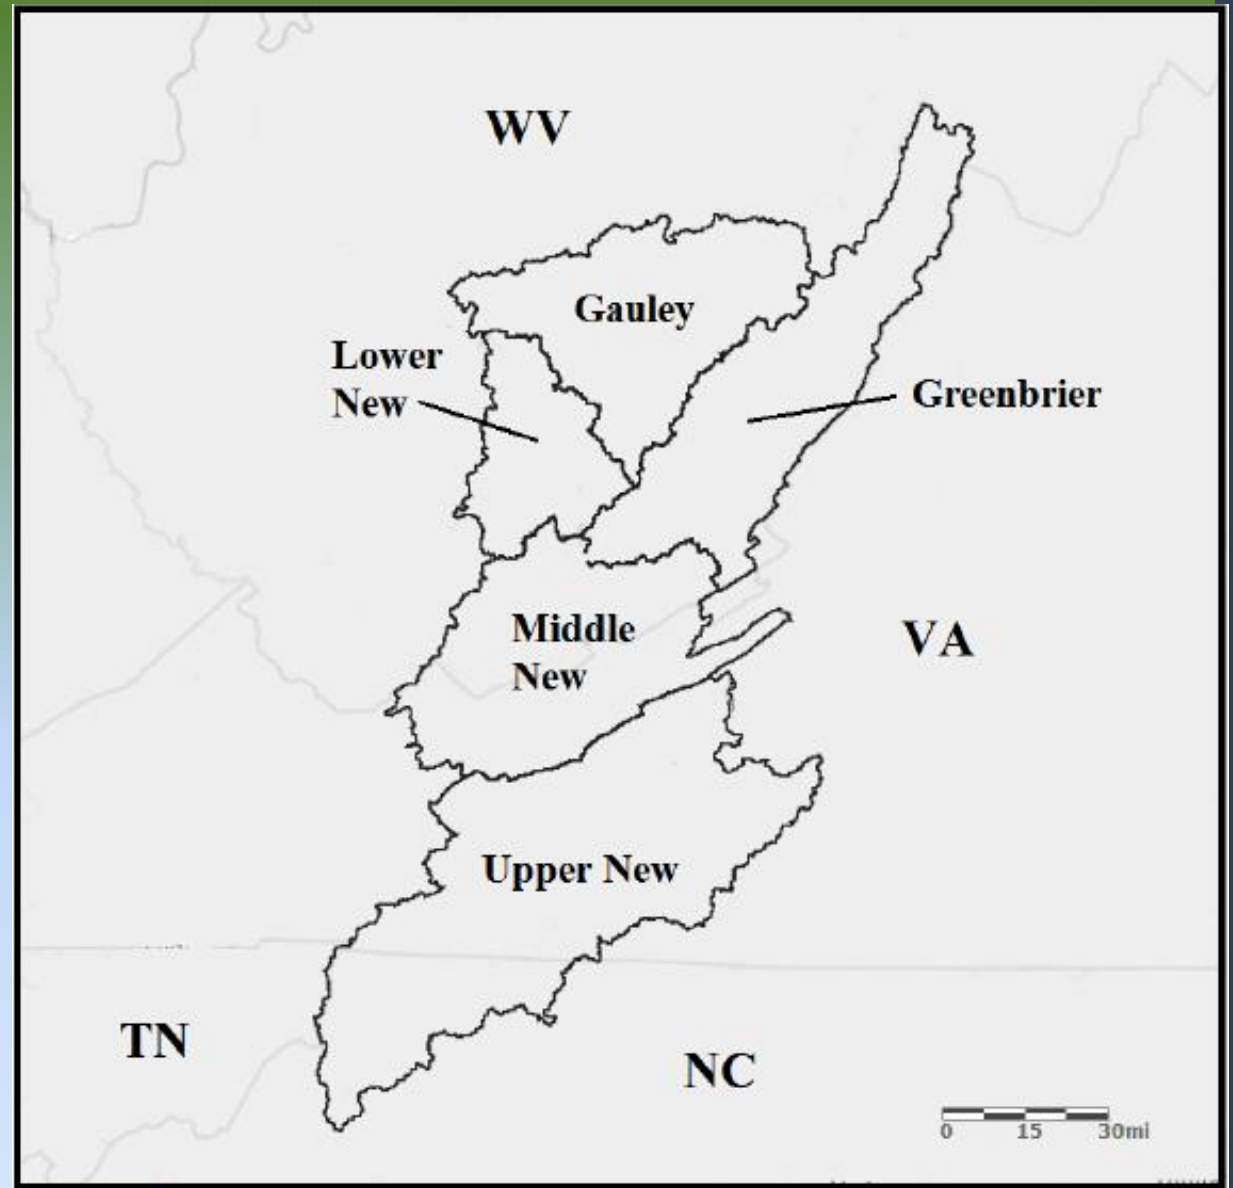 WV
Gauley
Lower
New
Greenbrier
Middle
New
VA
Upper New
TN
NC
0 15 30mi